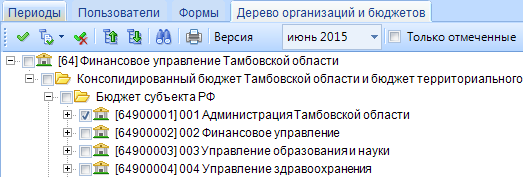 Периоды Пользователи Формы Дерево организаций и бюджетов
Версия июнь 2015 Только отмеченные
[64] Финансовое управление Тамбовской области
Консолидированный бюджет Тамбовской области и бюджет территориального
Бюджет субъекта РФ
[64900001] 001 Администрация Тамбовской области
[64900002] 002 Финансовое управление
[64900003] 003 Управление образования и науки
[64900004] 004 Управление здравоохранения